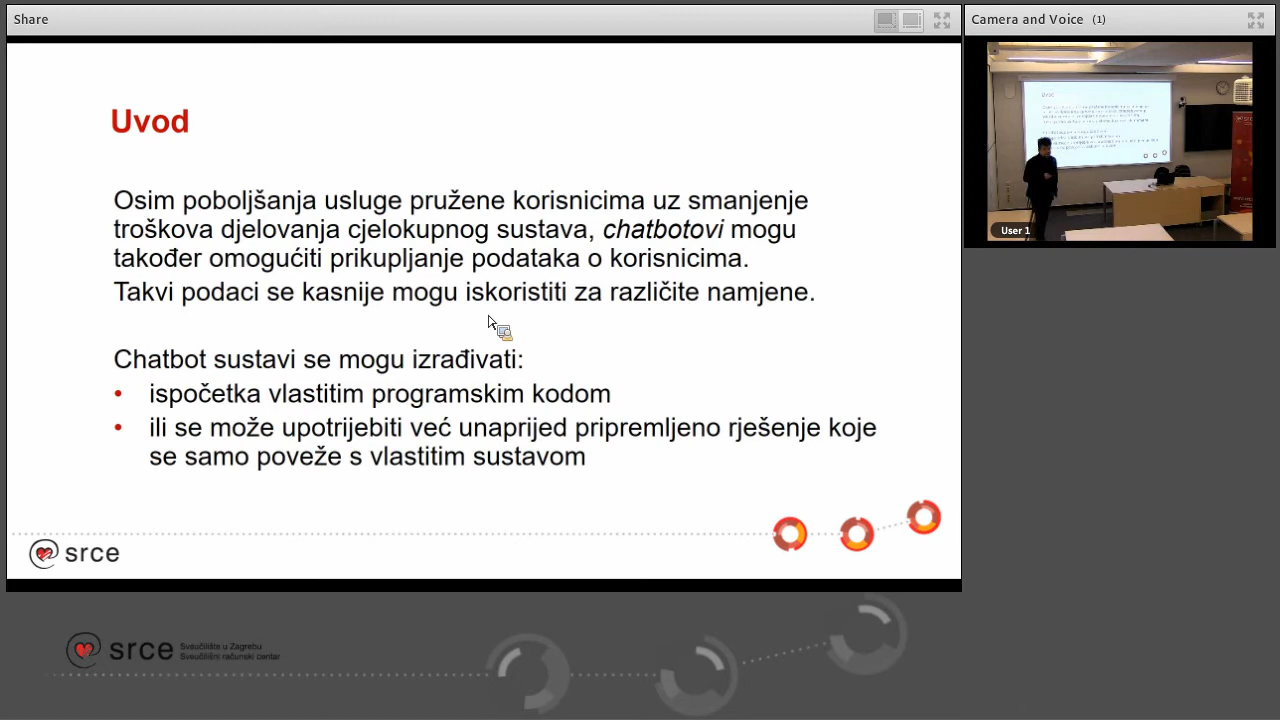 Share
Camera and Voice (1)
Uvod
Osim poboljšanja usluge pružene korisnicima uz smanjenje
troškova djelovanja cjelokupnog sustava, chatbotovi mogu
također omogućiti prikupljanje podataka o korisnicima.
Takvi podaci se kasnije mogu iskoristiti za različite namjene.
Chatbot sustavi se mogu izrađivati:
• ispočetka vlastitim programskim kodom
• ili se može upotrijebiti već unaprijed pripremljeno rješenje koje
se samo poveže s vlastitim sustavom
srce
User 1
srce
Sveučilište u Zagrebu
Sveučilišni računski centar